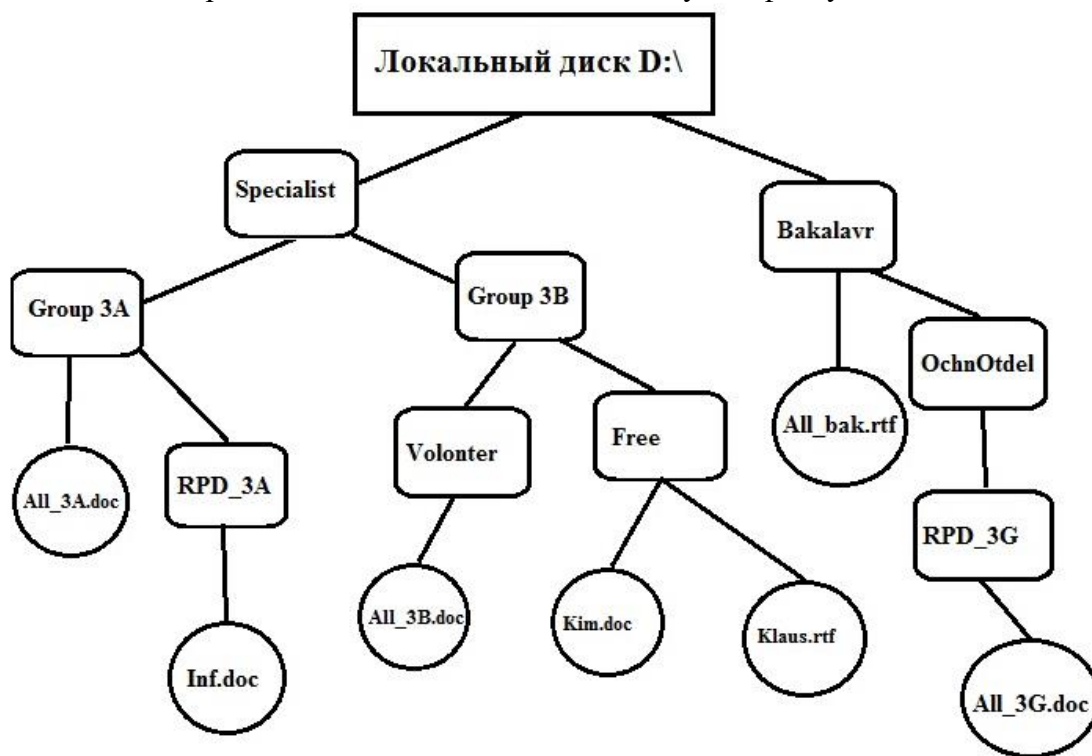 Локальный диск D:\
Specialist
Bakalavr
Group 3A
Group 3B
OchnOtdel
All_bak.rtf
Volonter
Free
All_3A.doc
RPD_3A
RPD_3G
All_3B.doc
Kim.doc
Klaus.rtf
Inf.doc
All_3G.doc